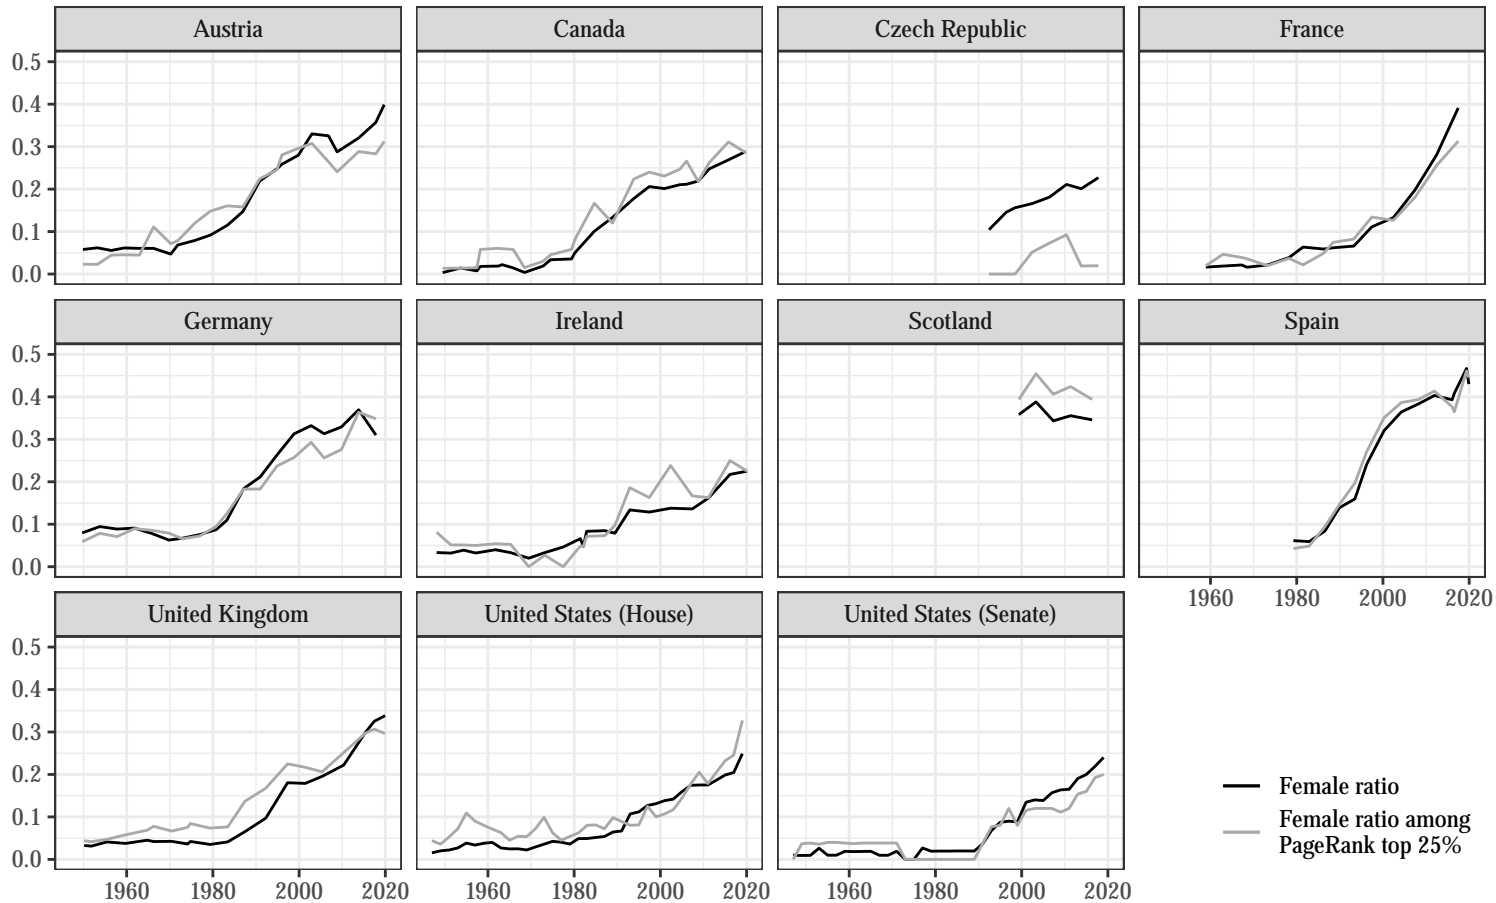 Austria
Canada
Czech Republic
France
0.5
0.4
0.3
0.2
0.1
0.0
Germany
Ireland
Scotland
Spain
0.5
0.4
0.3
0.2
0.1
0.0
1960
1980
2000
2020
United Kingdom
United States (House)
United States (Senate)
0.5
0.4
0.3
0.2
0.1
0.0
1960
1980
2000
2020
1960
1980
2000
2020
1960
1980
2000
2020
Female ratio
Female ratio among
PageRank top 25%